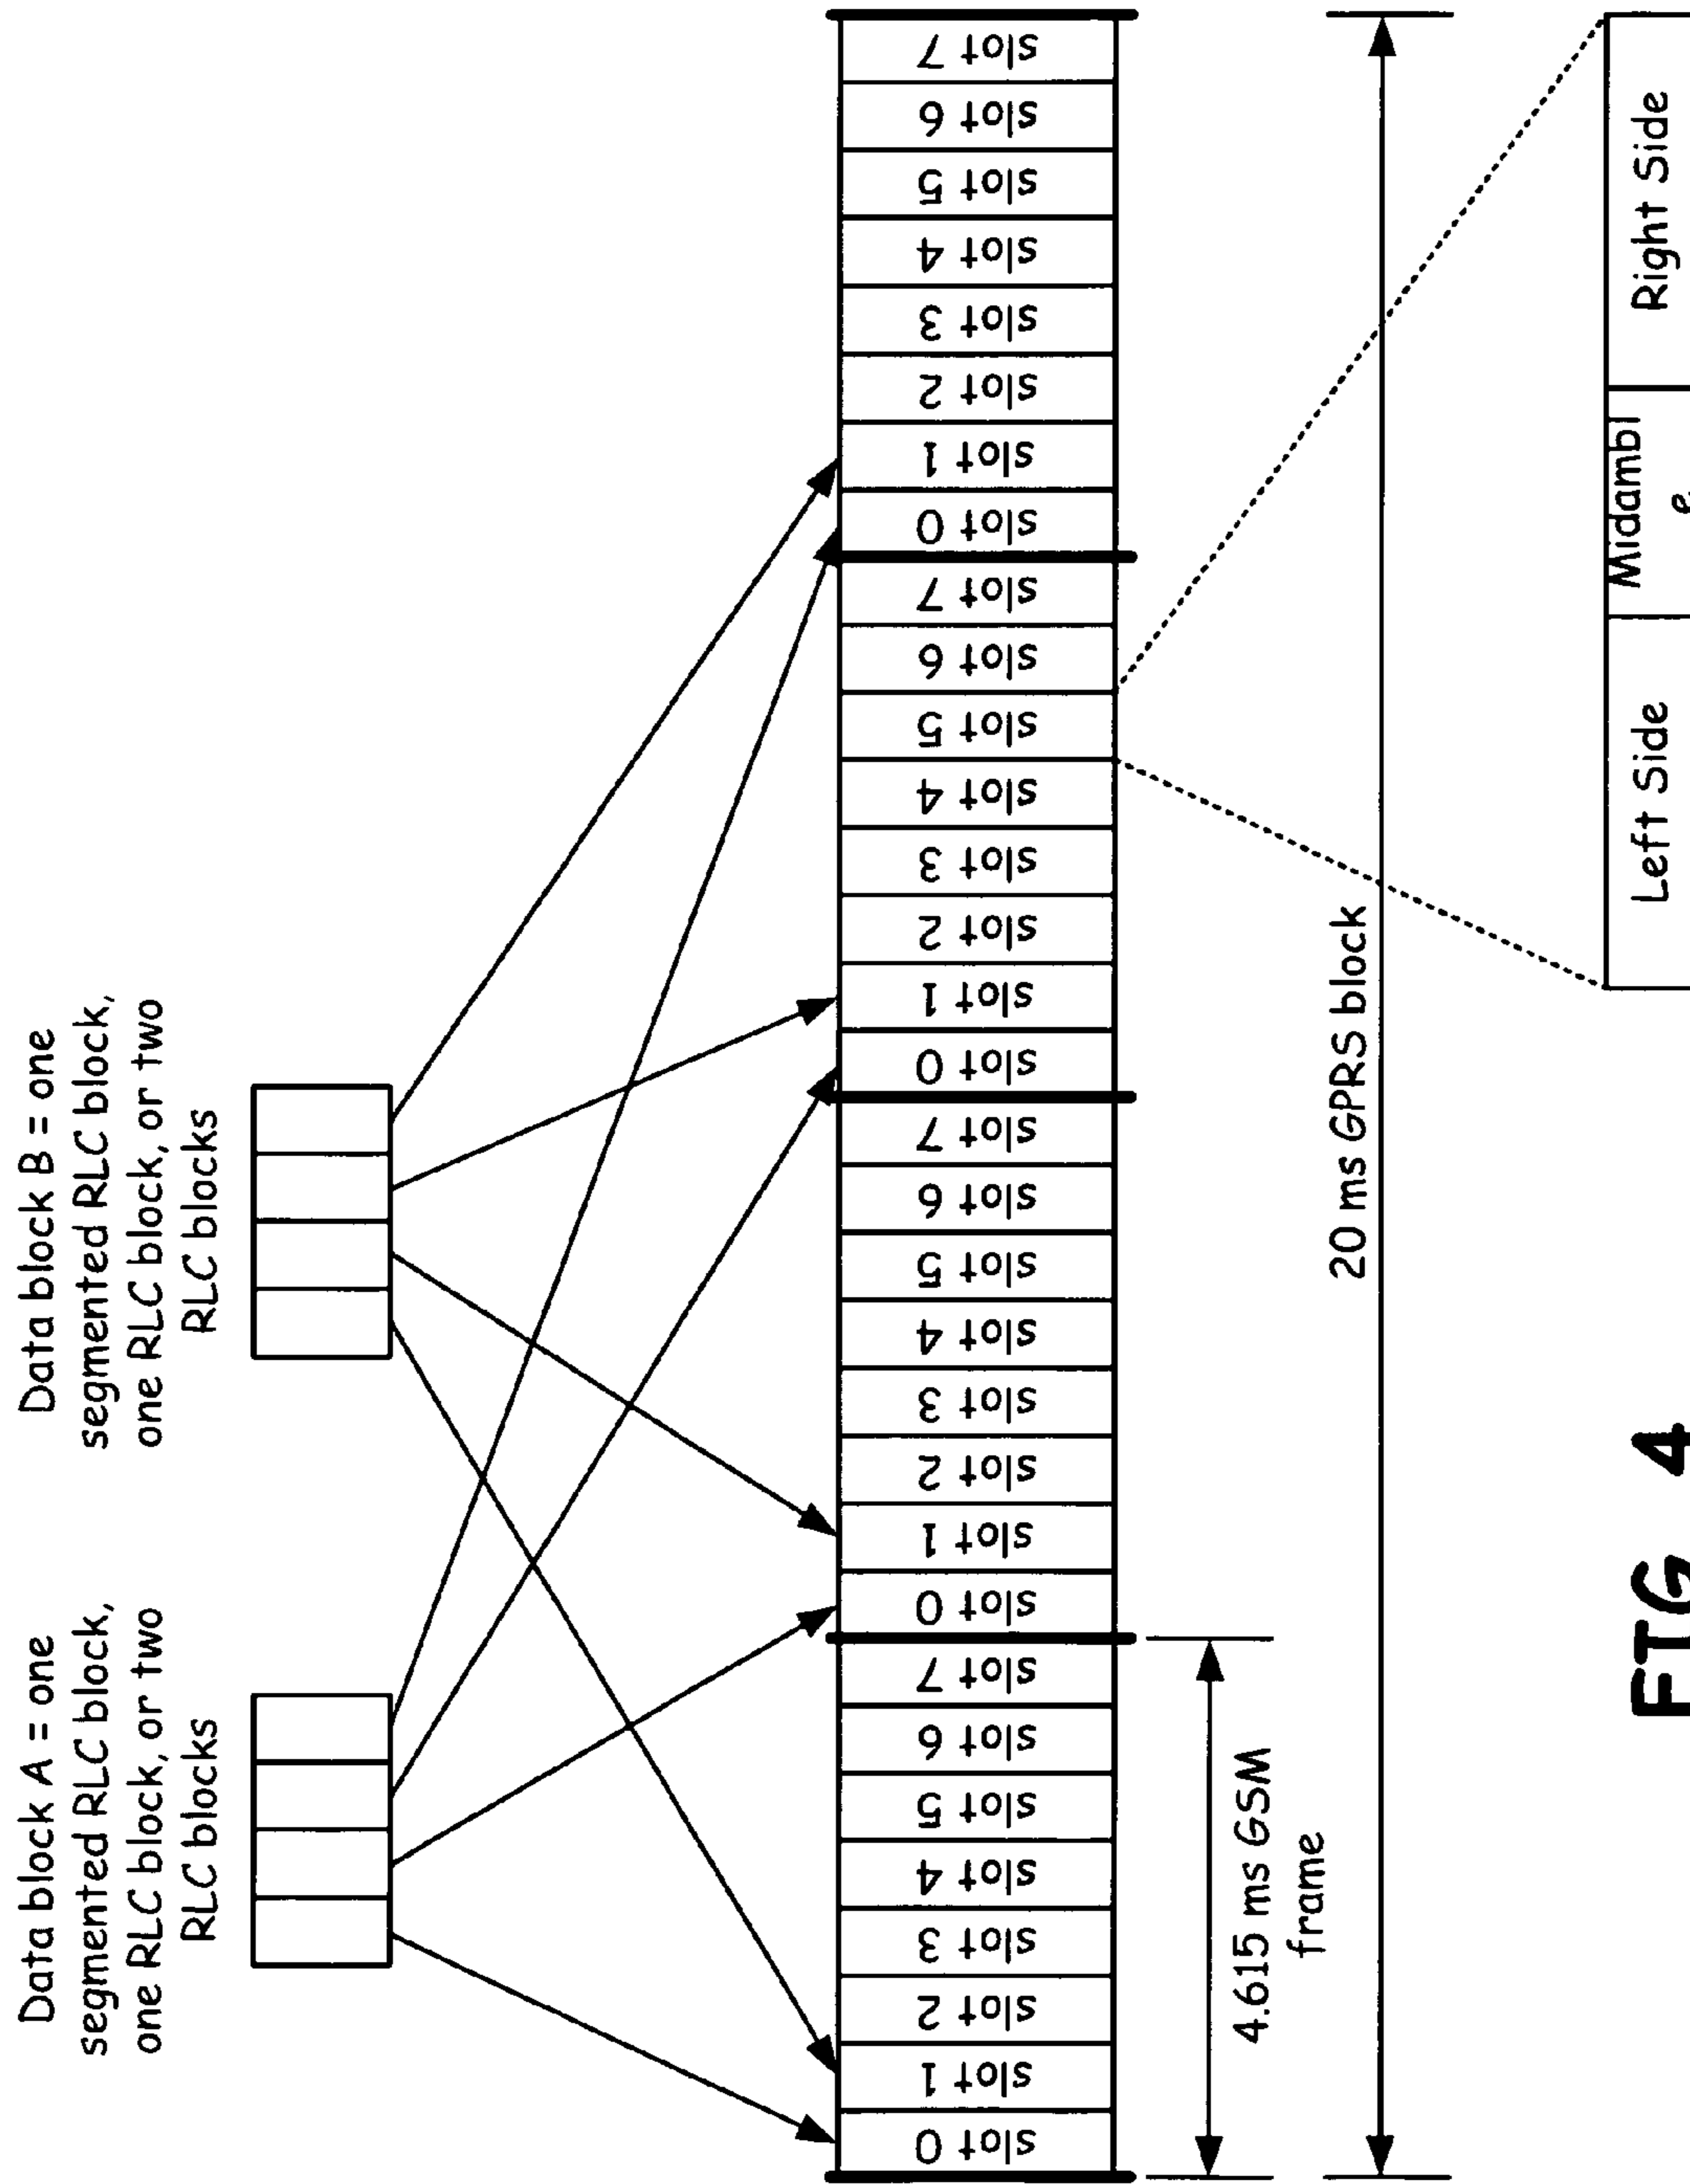 Data block A = one
segmented RLC block,
one RLC block, or two
RLC blocks
Data block B = one
segmented RLC block,
one RLC block, or two
RLC blocks
slot 0
slot 1
slot 2
slot 3
slot 4
slot 5
slot 6
slot 7
slot 0
slot 1
slot 2
slot 3
slot 4
slot 5
slot 6
slot 7
slot 0
slot 1
slot 2
slot 3
slot 4
slot 5
slot 6
slot 7
slot 0
slot 1
slot 2
slot 3
slot 4
slot 5
slot 6
slot 7
4.615 ms GSM
frame
20 ms GPRS block
Left Side
Midambl
e
Right Side
FIG 4